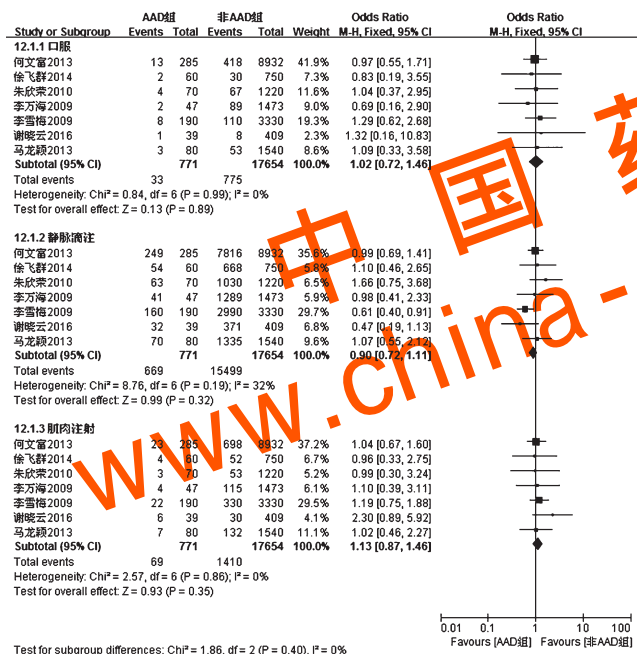 AAD组 非AAD组 Odds Ratio Odds Ratio
Study or Subgroup Events Total Events Total Weight M-H, Fixed, 95% CI M-H, Fixed, 95% CI
12.1.1 口服
何文富2013 13 285 418 8932 41.9% 0.97 [0.55, 1.71]
徐飞群2014 2 60 30 750 8.4% 0.83 [0.19, 3.55]
朱欣荣2010 4 70 67 1220 10.7% 1.04 [0.37, 2.95]
李万海2009 2 47 89 1473 9.4% 0.69 [0.16, 2.90]
李雪梅2009 8 190 110 3330 19.3% 1.29 [0.62, 2.68]
谢晓云2016 1 39 8 409 2.5% 1.32 [0.16, 10.83]
马龙颖2013 3 80 53 1540 7.9% 1.09 [0.33, 3.58]
Subtotal (95% CI) 771 17654 100.0% 1.02 [0.72, 1.46]
Total events 33 775
Heterogeneity: Chi² = 0.84, df = 6 (P = 0.99); I² = 0%
Test for overall effect: Z = 0.13 (P = 0.89)
12.1.2 静脉滴注
何文富2013 249 285 7816 8932 35.6% 0.99 [0.69, 1.41]
徐飞群2014 54 60 668 750 5.8% 1.10 [0.46, 2.65]
朱欣荣2010 63 70 1030 1220 1.66 [0.75, 3.68]
李万海2009 41 47 1289 1473 0.98 [0.41, 2.33]
李雪梅2009 160 190 2990 3330 29.7% 0.61 [0.40, 0.91]
谢晓云2016 32 39 371 409 0.47 [0.19, 1.13]
马龙颖2013 70 80 1335 1540 1.07 [0.55, 2.12]
Subtotal (95% CI) 771 17654 100.0% 0.90 [0.72, 1.11]
Total events 669 15499
Heterogeneity: Chi² = 8.76, df = 6 (P = 0.19); I² = 32%
Test for overall effect: Z = 0.99 (P = 0.32)
12.1.3 肌肉注射
何文富2013 23 285 698 8932 37.2% 1.04 [0.67, 1.60]
徐飞群2014 4 60 52 750 0.96 [0.33, 2.75]
朱欣荣2010 3 70 53 1220 0.99 [0.30, 3.24]
李万海2009 4 47 115 1473 1.10 [0.39, 3.11]
李雪梅2009 22 190 330 3330 1.19 [0.75, 1.88]
谢晓云2016 6 39 30 409 2.30 [0.89, 5.92]
马龙颖2013 7 80 132 1540 1.02 [0.46, 2.27]
Subtotal (95% CI) 771 17654 100.0% 1.13 [0.87, 1.46]
Total events 69 1410
Heterogeneity: Chi² = 2.57, df = 6 (P = 0.86); I² = 0%
Test for overall effect: Z = 0.93 (P = 0.35)
0.01 0.1 1 10 100
Favours [AAD组] Favours [非AAD组]
Test for subgroup differences: Chi² = 1.86, df = 2 (P = 0.40), I² = 0%
中国药
www.china-